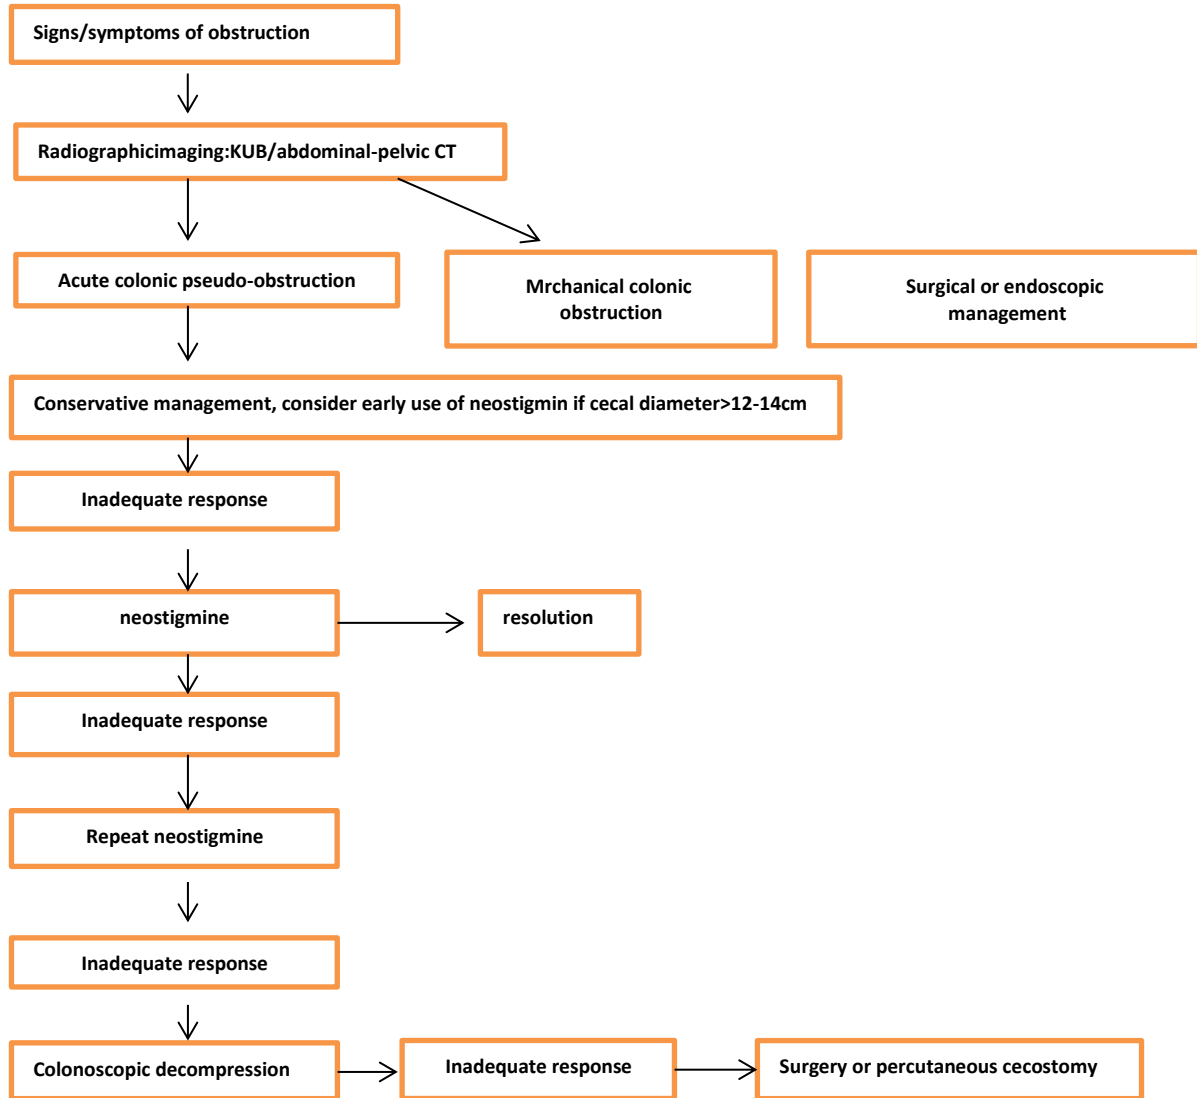 Signs/symptoms of obstruction
Radiographicimaging:KUB/abdominal-pelvic CT
Acute colonic pseudo-obstruction
Mrchanical colonic
obstruction
Surgical or endoscopic
management
Conservative management, consider early use of neostigmin if cecal diameter>12-14cm
Inadequate response
neostigmine
resolution
Inadequate response
Repeat neostigmine
Inadequate response
Colonoscopic decompression
Inadequate response
Surgery or percutaneous cecostomy